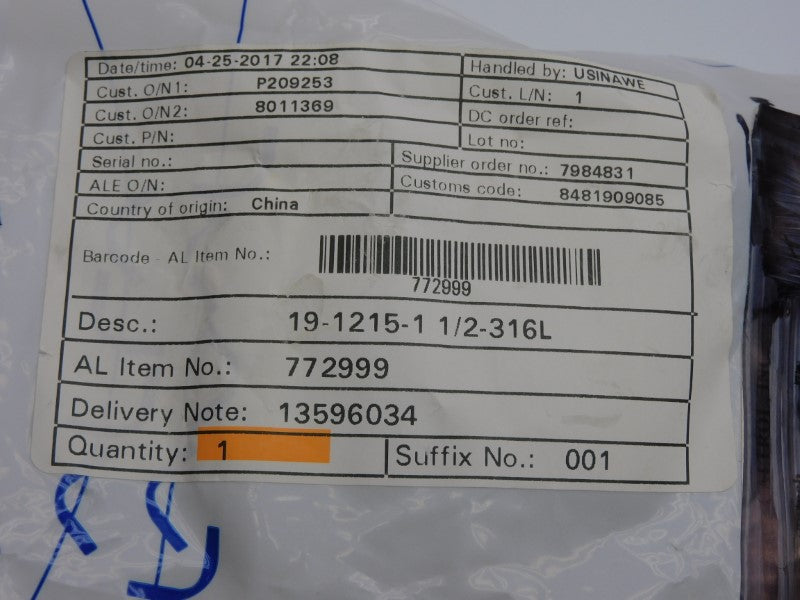 Date/time: 04-25-2017 22:08
Handled by: USINAWE
Cust. O/N1: P209253
Cust. L/N: 1
Cust. O/N2: 8011369
DC order ref:
Cust. P/N:
Lot no:
Serial no.:
Supplier order no.: 7984831
ALE O/N:
Customs code: 8481909085
Country of origin: China
Barcode - AL Item No.:
772999
Desc.: 19-1215-1 1/2-316L
AL Item No.: 772999
Delivery Note: 13596034
Quantity: 1
Suffix No.: 001